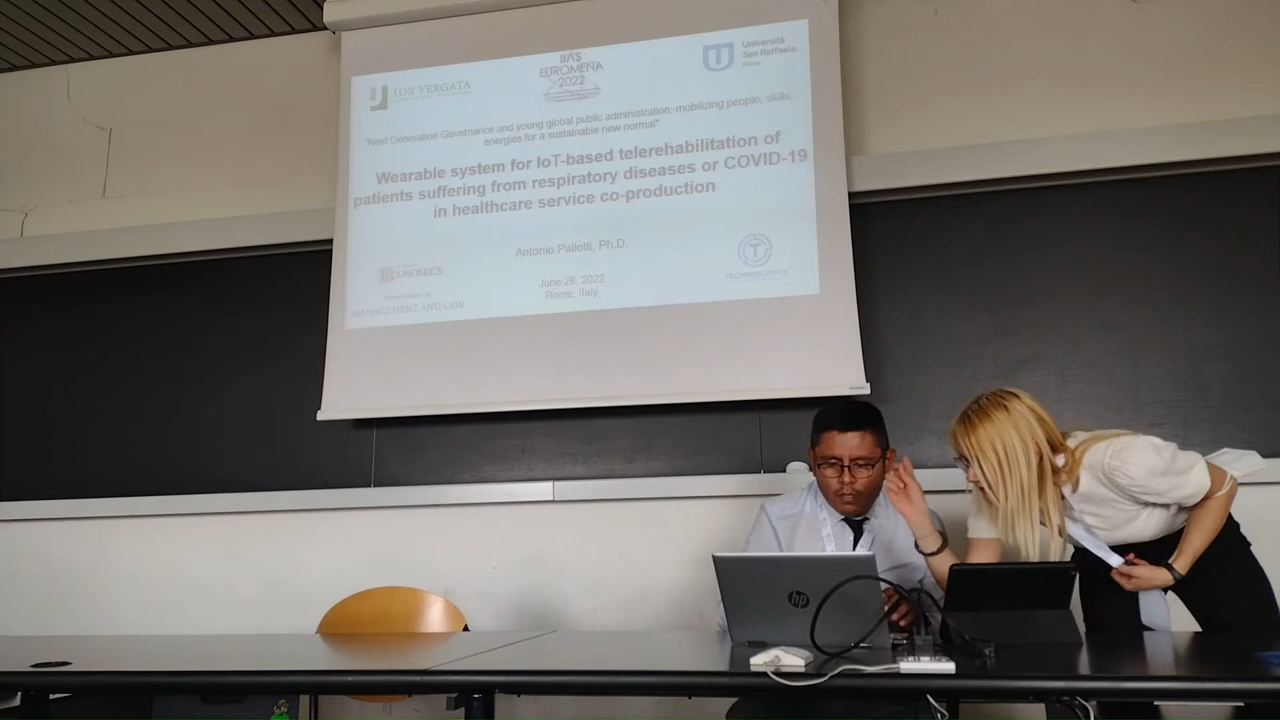 TOR VERGATA
IIAS
EUROMENA
2022
Università
San Raffaele
Roma
"Next Generation Governance and young global public administration: mobilizing people, skills,
energies for a sustainable new normal"
Wearable system for IoT-based telerehabilitation of
patients suffering from respiratory diseases or COVID-19
in healthcare service co-production
Antonio Pallotti, Ph.D.
June 28, 2022
Rome, Italy
ECONOMICS
MANAGEMENT AND LAW
TECHNOSCIENCE
hp